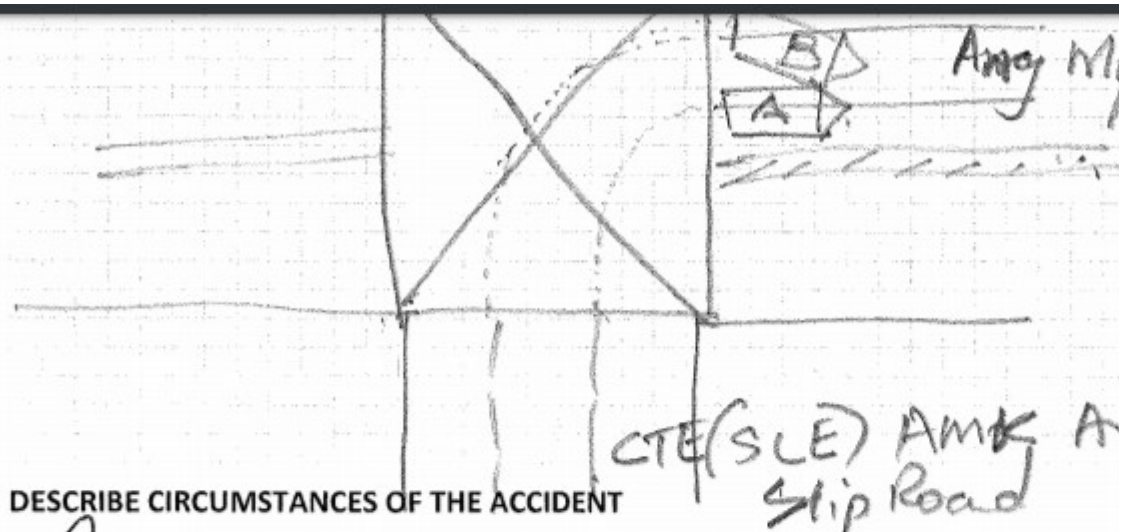 B
Amg M
A
CTE(SLE) AMK A
Slip Road
DESCRIBE CIRCUMSTANCES OF THE ACCIDENT